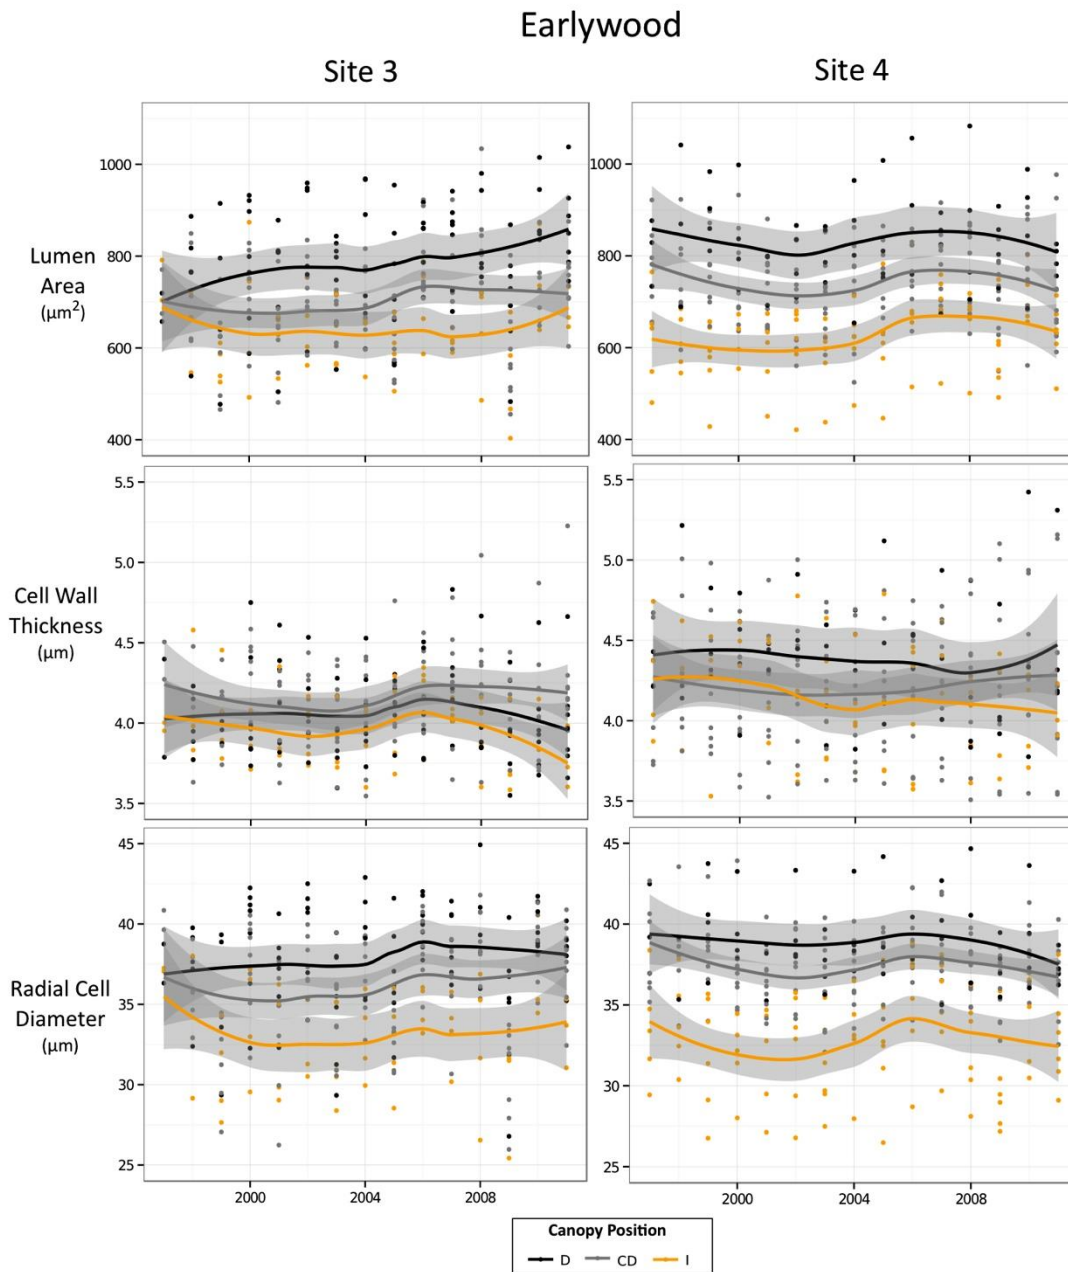 Earlywood
Site 3
Site 4
Lumen
Area
(µm²)
1000
800
600
400
1000
800
600
400
Cell Wall
Thickness
(µm)
5.5
5.0
4.5
4.0
3.5
5.5
5.0
4.5
4.0
3.5
Radial Cell
Diameter
(µm)
45
40
35
30
25
45
40
35
30
25
2000 2004 2008
2000 2004 2008
Canopy Position
D CD I